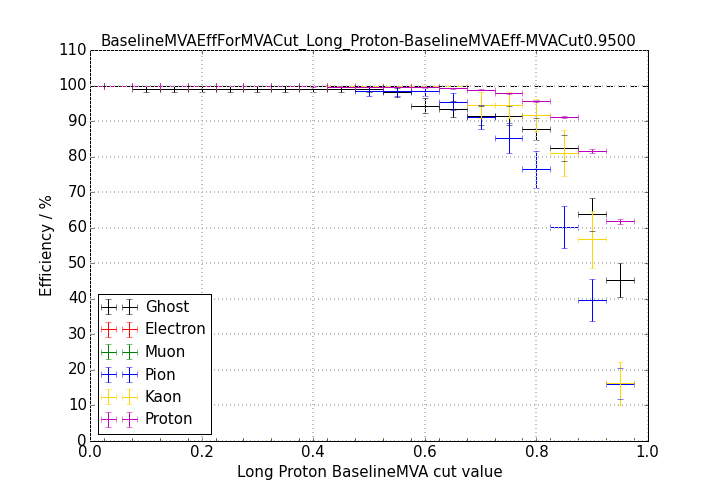 BaselineMVAEffForMVACut_Long_Proton-BaselineMVAEff-MVACut0.9500
110
100
90
80
70
60
50
40
30
20
10
0
Efficiency / %
Ghost
Electron
Muon
Pion
Kaon
Proton
0.0 0.2 0.4 0.6 0.8 1.0
Long Proton BaselineMVA cut value